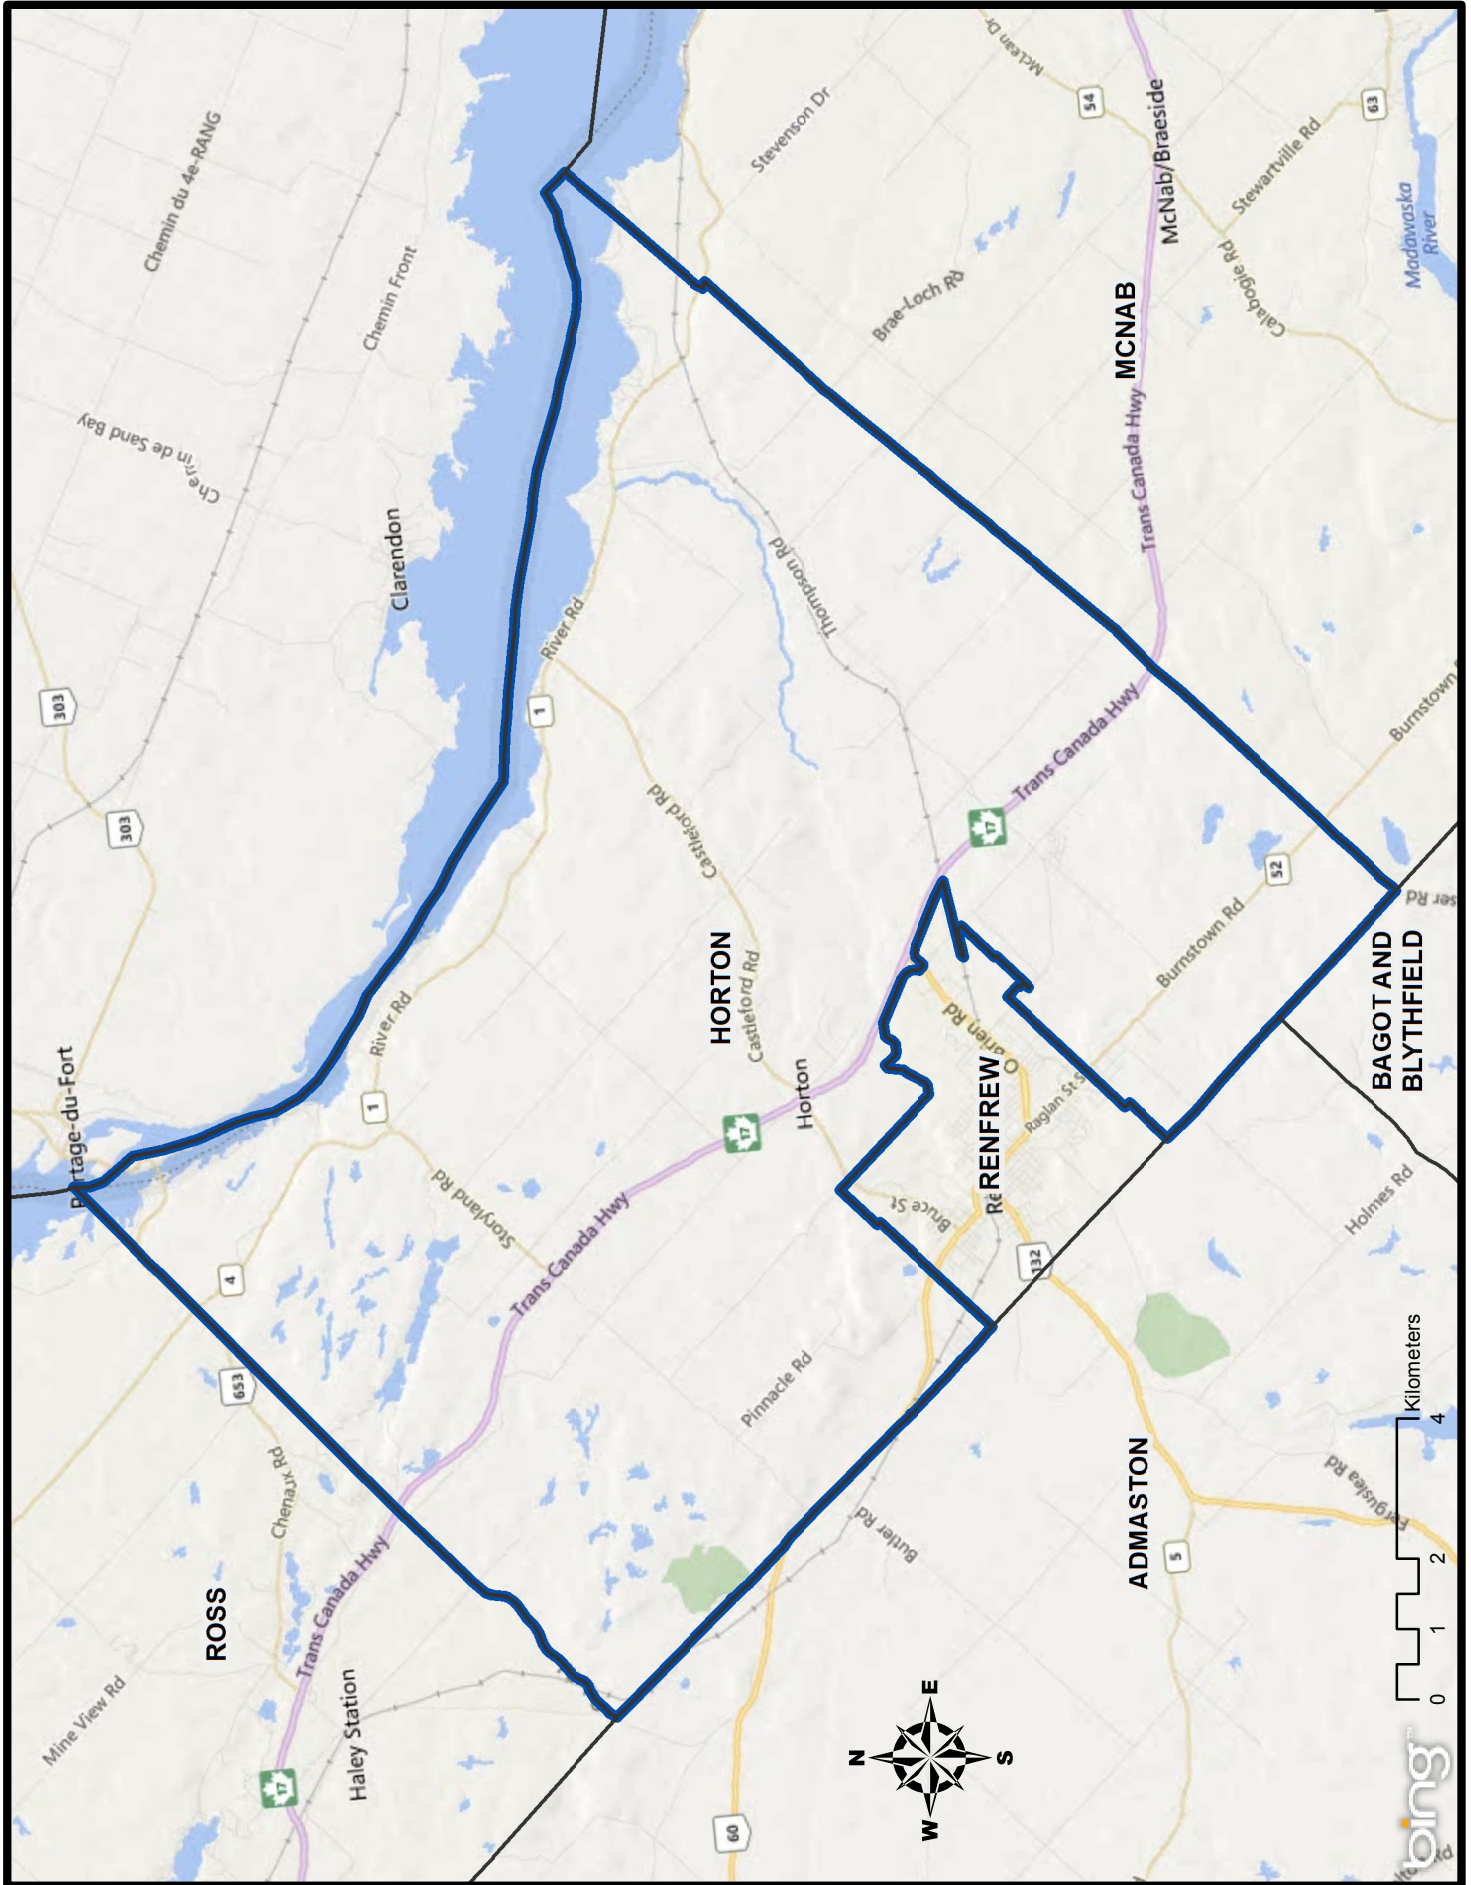 Mine View Rd
ROSS
Chenaux Rd
653
4
Portage-du-Fort
303
303
Chemin de Sand Bay
Chemin du 4e-RANG
Chemin Front
Clarendon
17
Trans Canada Hwy
Haley Station
Storyland Rd
1
River Rd
1
River Rd
Trans Canada Hwy
17
Horton
HORTON
Castleford Rd
Castleford Rd
Thompson Rd
Brae-Loch Rd
Stevenson Dr
McLean Dr
54
60
Pinnacle Rd
Butler Rd
Bruce St
RENFREW
Re
O'Brien Rd
Raglan St S
17
Trans Canada Hwy
Trans Canada Hwy
MCNAB
McNab/Braeside
Stewartville Rd
63
Calabogie Rd
Madawaska
River
132
ADMASTON
5
Ferguslea Rd
Holmes Rd
Burnstown Rd
52
Burnstown
ser Rd
BAGOT AND
BLYTHFIELD
N
W
E
S
0
1
2
4
Kilometers
bing™